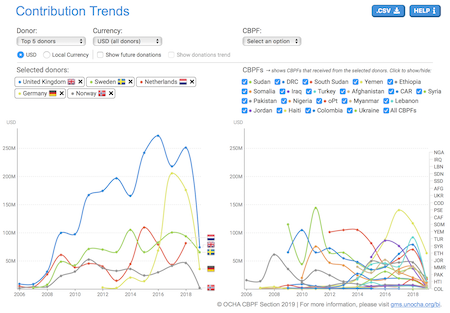 Contribution Trends
.CSV
HELP
Donor:
Currency:
CBPF:
Top 5 donors
USD (all donors)
Select an option
USD
Local Currency
Show future donations
Show donations trend
Selected donors:
United Kingdom
Sweden
Netherlands
Germany
Norway
CBPFs
shows CBPFs that received from the selected donors. Click to show/hide:
Sudan
DRC
South Sudan
Yemen
Ethiopia
Somalia
Iraq
Turkey
Afghanistan
CAR
Syria
Pakistan
Nigeria
oPt
Myanmar
Lebanon
Jordan
Haiti
Colombia
Ukraine
All CBPFs
USD
250M
200M
150M
100M
50M
0
2006
2008
2010
2012
2014
2016
2018
USD
250M
200M
150M
100M
50M
0
2006
2008
2010
2012
2014
2016
2018
NGA
IRQ
LBN
SDN
SSD
AFG
UKR
COD
PSE
CAF
SOM
YEM
TUR
SYR
ETH
JOR
MMR
PAK
HTI
COL
© OCHA CBPF Section 2019 | For more information, please visit gms.unocha.org/bi.